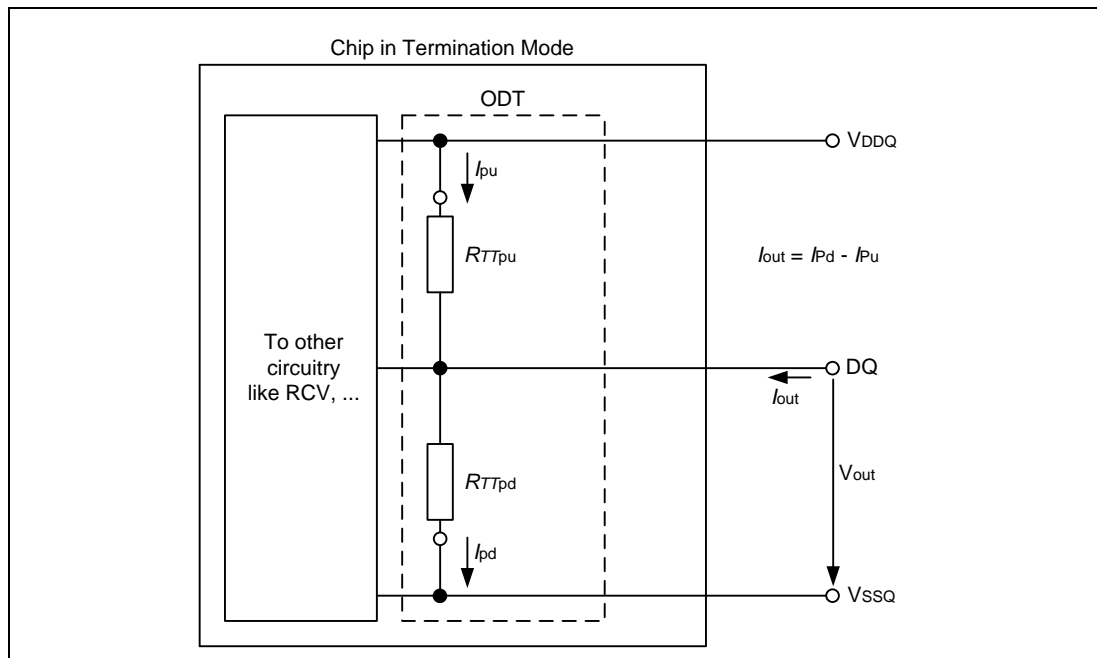 Chip in Termination Mode
ODT
VDDQ
Ipu
RTTpu
Iout = IPd - IPu
To other
circuitry
like RCV, ...
DQ
Iout
RTTpd
Vout
Ipd
VSSQ